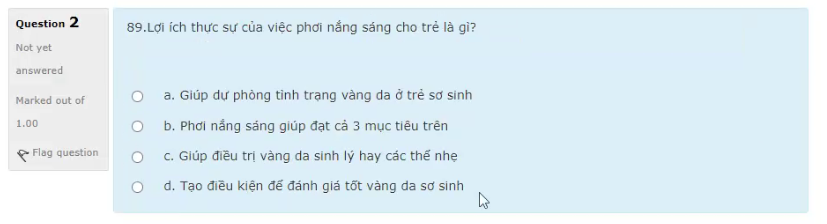 Question 2
Not yet
answered
Marked out of
1.00
Flag question
89.Lợi ích thực sự của việc phơi nắng sáng cho trẻ là gì?
a. Giúp dự phòng tình trạng vàng da ở trẻ sơ sinh
b. Phơi nắng sáng giúp đạt cả 3 mục tiêu trên
c. Giúp điều trị vàng da sinh lý hay các thể nhẹ
d. Tạo điều kiện để đánh giá tốt vàng da sơ sinh